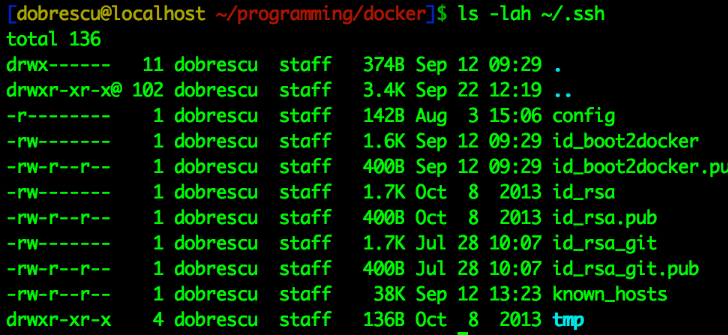 [dobrescu@localhost ~/programming/docker]$ ls -lah ~/.ssh
total 136
drwx------   11 dobrescu  staff   374B Sep 12 09:29 .
drwxr-xr-x@ 102 dobrescu  staff   3.4K Sep 22 12:19 ..
-r--------    1 dobrescu  staff   142B Aug  3 15:06 config
-rw-------    1 dobrescu  staff   1.6K Sep 12 09:29 id_boot2docker
-rw-r--r--    1 dobrescu  staff   400B Sep 12 09:29 id_boot2docker.pu
-rw-------    1 dobrescu  staff   1.7K Oct  8  2013 id_rsa
-rw-r--r--    1 dobrescu  staff   400B Oct  8  2013 id_rsa.pub
-rw-------    1 dobrescu  staff   1.7K Jul 28 10:07 id_rsa_git
-rw-r--r--    1 dobrescu  staff   400B Jul 28 10:07 id_rsa_git.pub
-rw-r--r--    1 dobrescu  staff    38K Sep 12 13:23 known_hosts
drwxr-xr-x    4 dobrescu  staff   136B Oct  8  2013 tmp